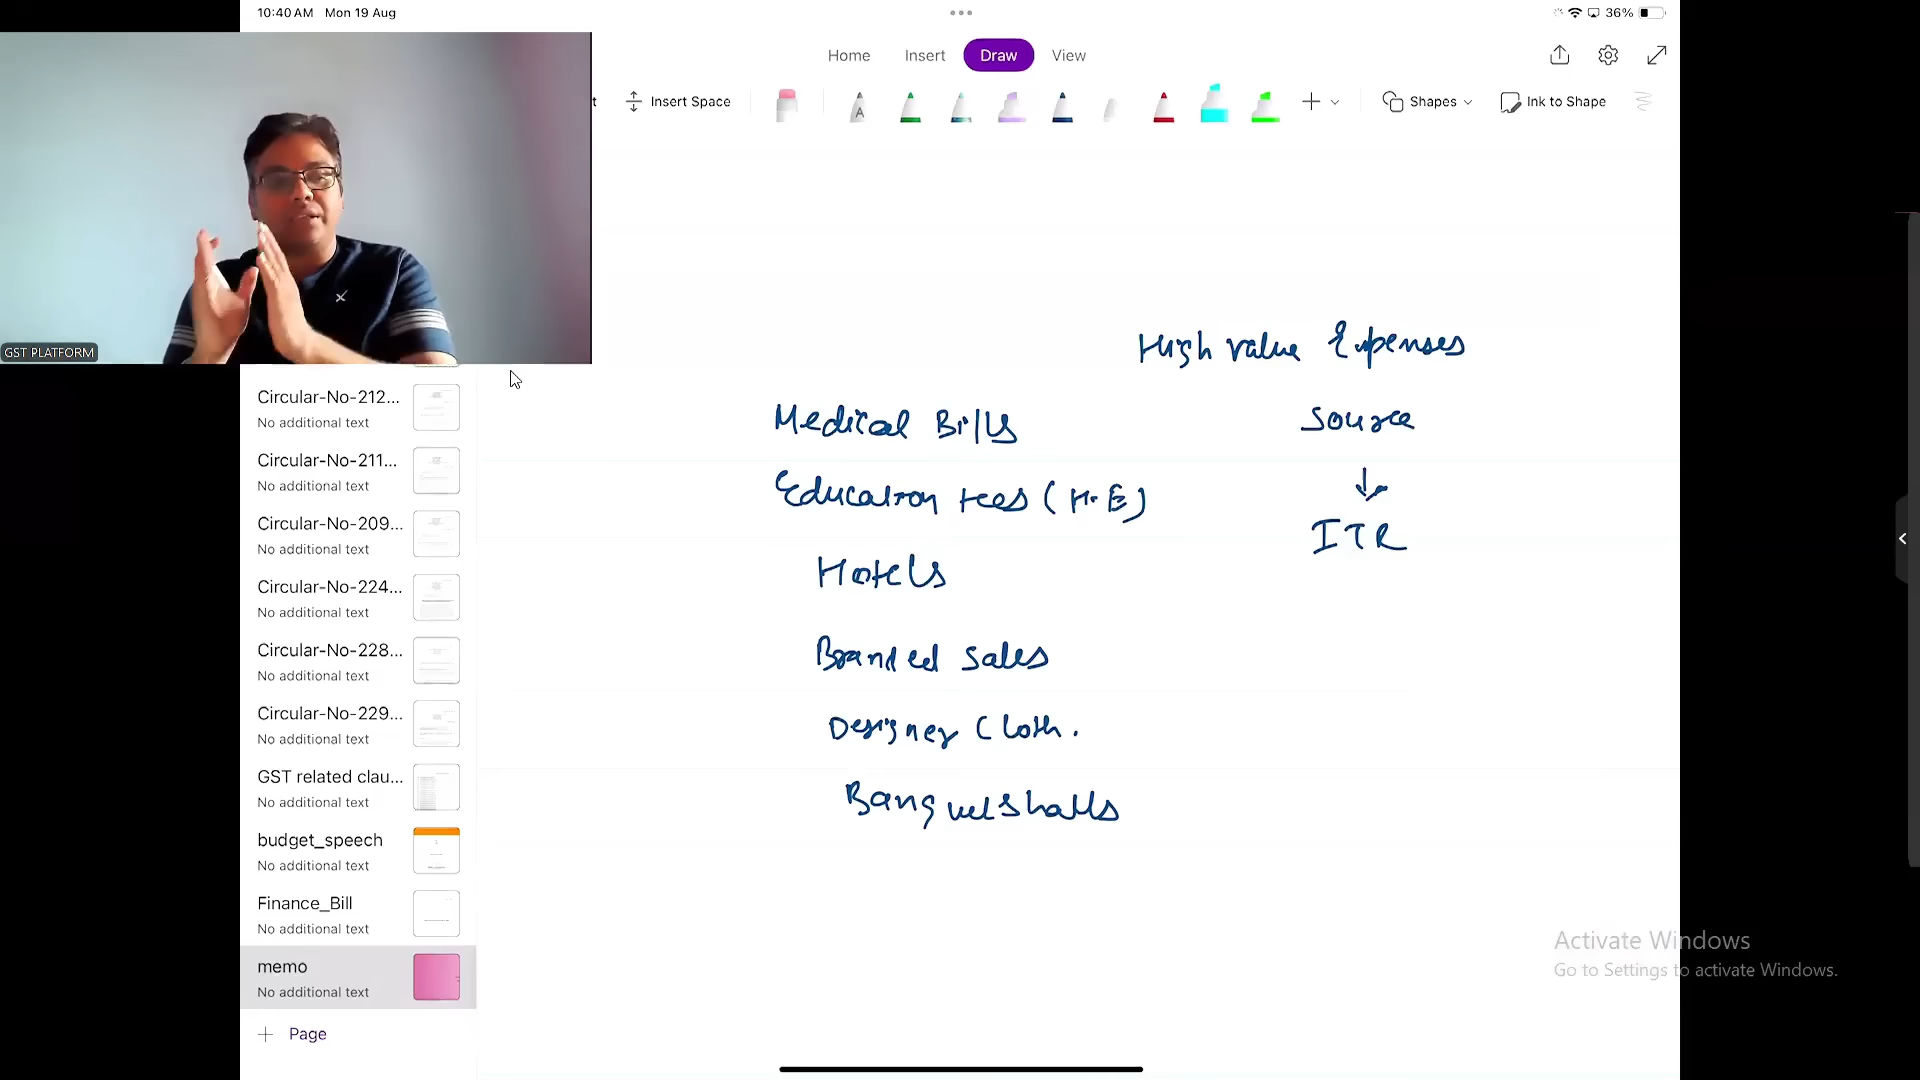 10:40 AM Mon 19 Aug
36%
Home Insert Draw View
t Insert Space
A
Shapes
Ink to Shape
GST PLATFORM
Circular-No-212...
No additional text
Circular-No-211...
No additional text
Circular-No-209...
No additional text
Circular-No-224...
No additional text
Circular-No-228...
No additional text
Circular-No-229...
No additional text
GST related clau...
No additional text
budget_speech
No additional text
Finance_Bill
No additional text
memo
No additional text
Page
High value Expenses
Medical Bills
Source
Education fees (H.E)
ITR
Hotels
Branded Sales
Designer Cloth.
Banquet halls
Activate Windows
Go to Settings to activate Windows.